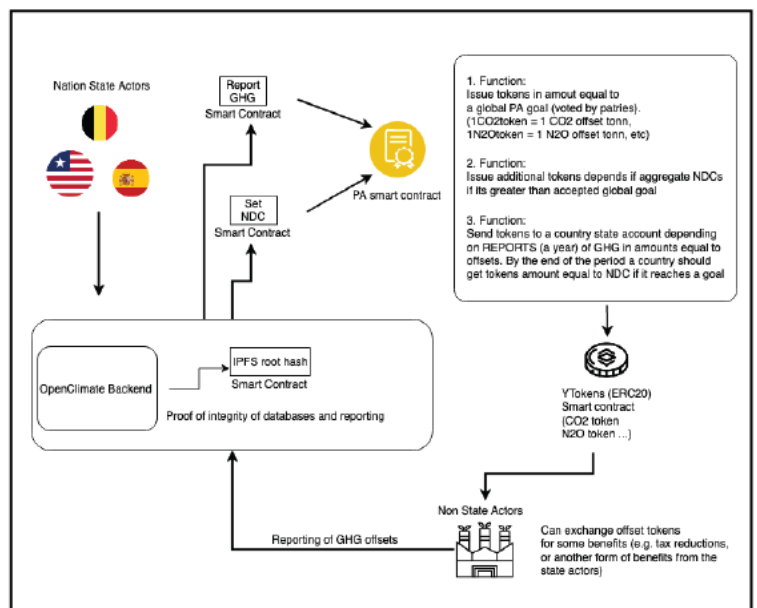 Nation State Actors
Report
GHG
Smart Contract
PA smart contract
Set
NDC
Smart Contract
1. Function:
Issue tokens in amout equal to
a global PA goal (voted by patries).
(1CO2token = 1 CO2 offset tonn,
1N2Otoken = 1 N2O offset tonn, etc)
2. Function:
Issue additional tokens depends if aggregate NDCs
if its greater than accepted global goal
3. Function:
Send tokens to a country state account depending
on REPORTS (a year) of GHG in amounts equal to
offsets. By the end of the period a country should
get tokens amount equal to NDC if it reaches a goal
OpenClimate Backend
IPFS root hash
Smart Contract
Proof of integrity of databases and reporting
YTokens (ERC20)
Smart contract
(CO2 token
N2O token ...)
Non State Actors
Reporting of GHG offsets
Can exchange offset tokens
for some benefits (e.g. tax reductions,
or another form of benefits from the
state actors)